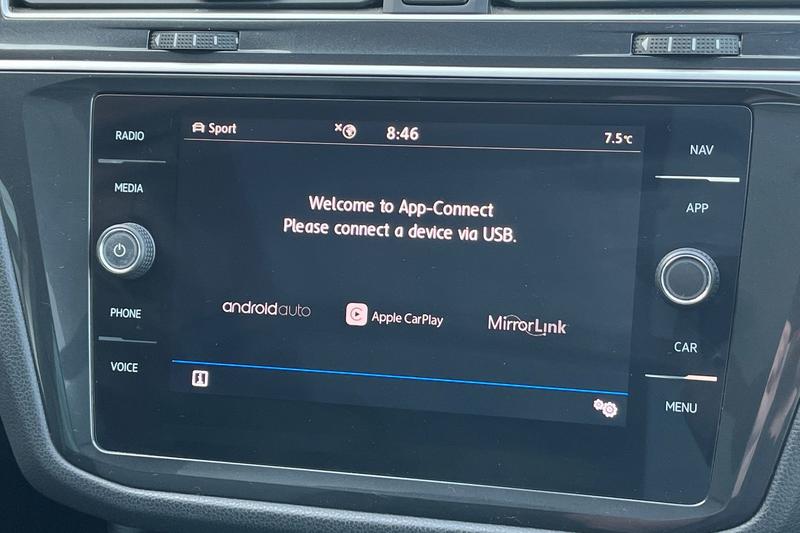 RADIO
MEDIA
PHONE
VOICE
Sport
8:46
7.5°C
Welcome to App-Connect
Please connect a device via USB.
androidauto
Apple CarPlay
MirrorLink
NAV
APP
CAR
MENU